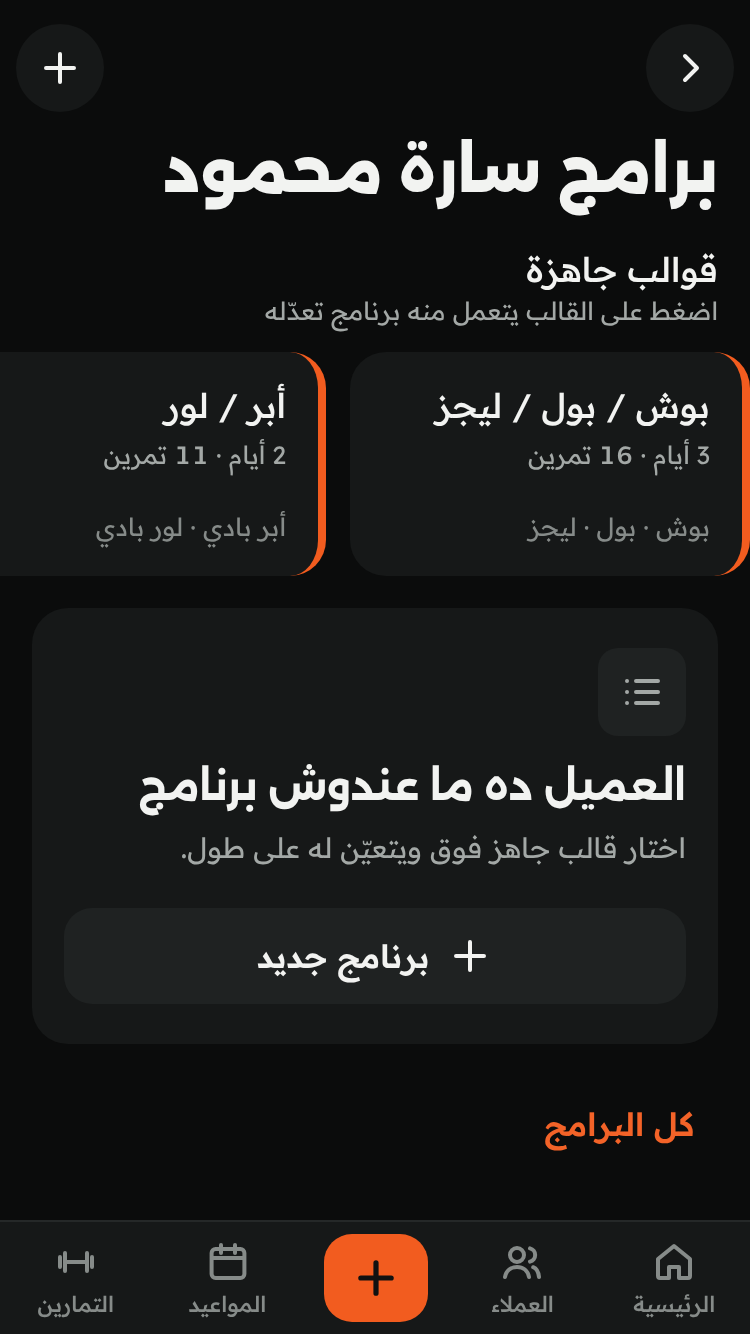 برامج سارة محمود
قوالب جاهزة
اضغط على القالب يتعمل منه برنامج تعدّله
بوش / بول / ليجز
3 أيام · 16 تمرين
بوش · بول · ليجز
أبر / لور
2 أيام · 11 تمرين
أبر بادي · لور بادي
العميل ده ما عندوش برنامج
اختار قالب جاهز فوق ويتعيّن له على طول.
برنامج جديد
كل البرامج
الرئيسية
العملاء
المواعيد
التمارين